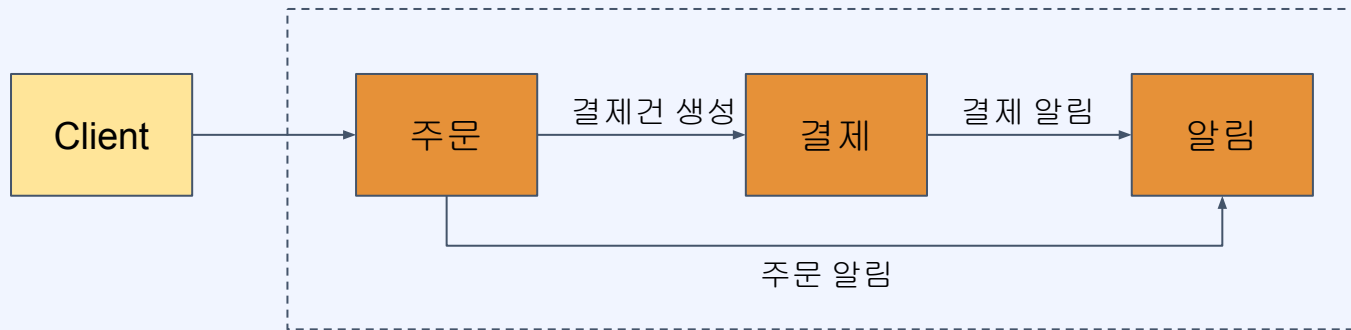 Client
주문
결제건 생성
결제
결제 알림
알림
주문 알림